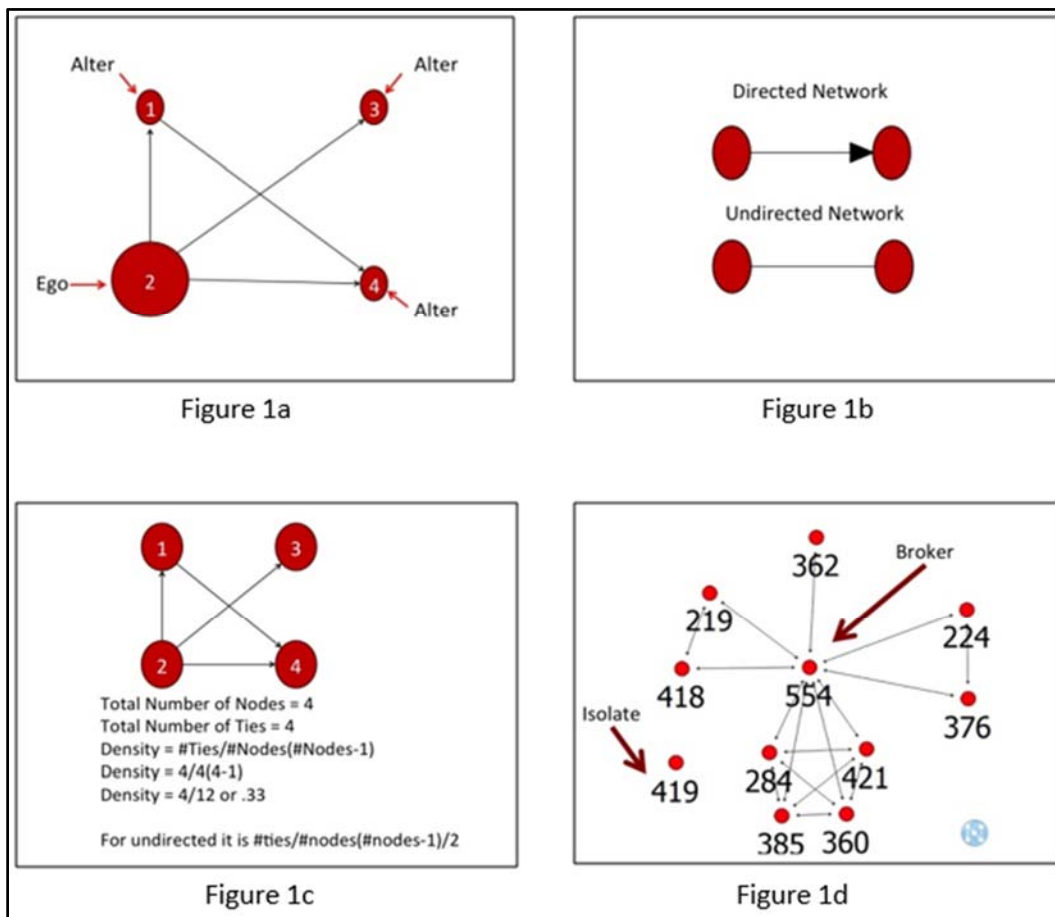 Alter
Alter
1
3
Ego
2
4
Alter
Figure 1a
Directed Network
Undirected Network
Figure 1b
1
3
2
4
Total Number of Nodes = 4
Total Number of Ties = 4
Density = #Ties/#Nodes(#Nodes-1)
Density = 4/4(4-1)
Density = 4/12 or .33
For undirected it is #ties/#nodes(#nodes-1)/2
Figure 1c
362
Broker
219
224
418
554
376
Isolate
419
284
421
385
360
Figure 1d